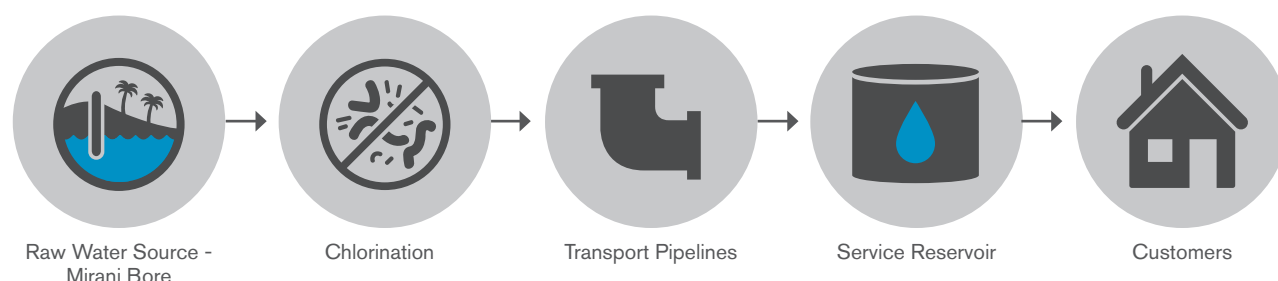 Raw Water Source -
Mirani Bore
Chlorination
Transport Pipelines
Service Reservoir
Customers